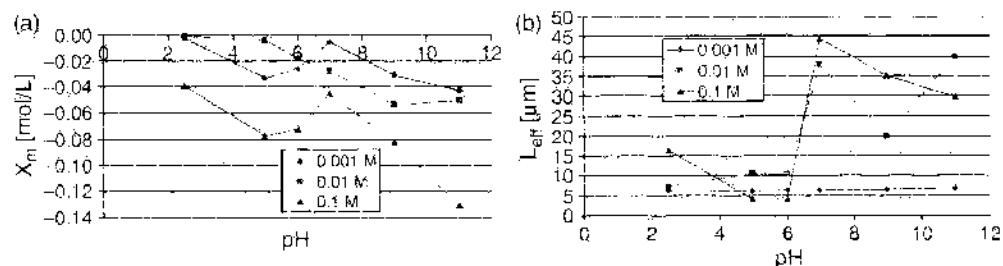 (a)
0.00
−0.02
−0.04
−0.06
−0.08
−0.10
−0.12
−0.14
Xm [mol/L]
0 2 4 6 8 10 12
0.001 M
0.01 M
0.1 M
pH
(b)
50
45
40
35
30
25
20
15
10
5
0
Leff [μm]
0.001 M
0.01 M
0.1 M
0 2 4 6 8 10 12
pH